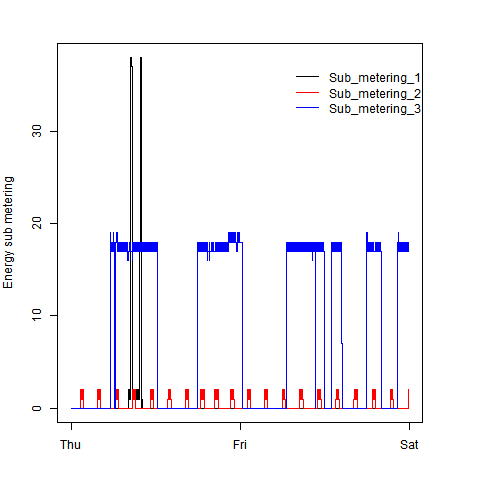 Sub_metering_1
Sub_metering_2
Sub_metering_3
Energy sub metering
30
20
10
0
Thu Fri Sat